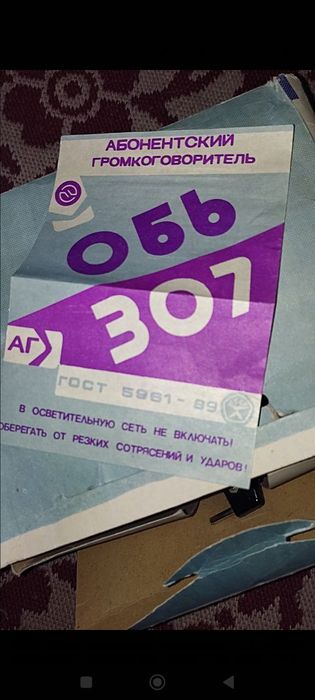 АБОНЕНТСКИЙ
ГРОМКОГОВОРИТЕЛЬ
ОБЬ
307
АГ
ГОСТ 5961-89
В ОСВЕТИТЕЛЬНУЮ СЕТЬ НЕ ВКЛЮЧАТЬ!
ОБЕРЕГАТЬ ОТ РЕЗКИХ СОТРЯСЕНИЙ И УДАРОВ!